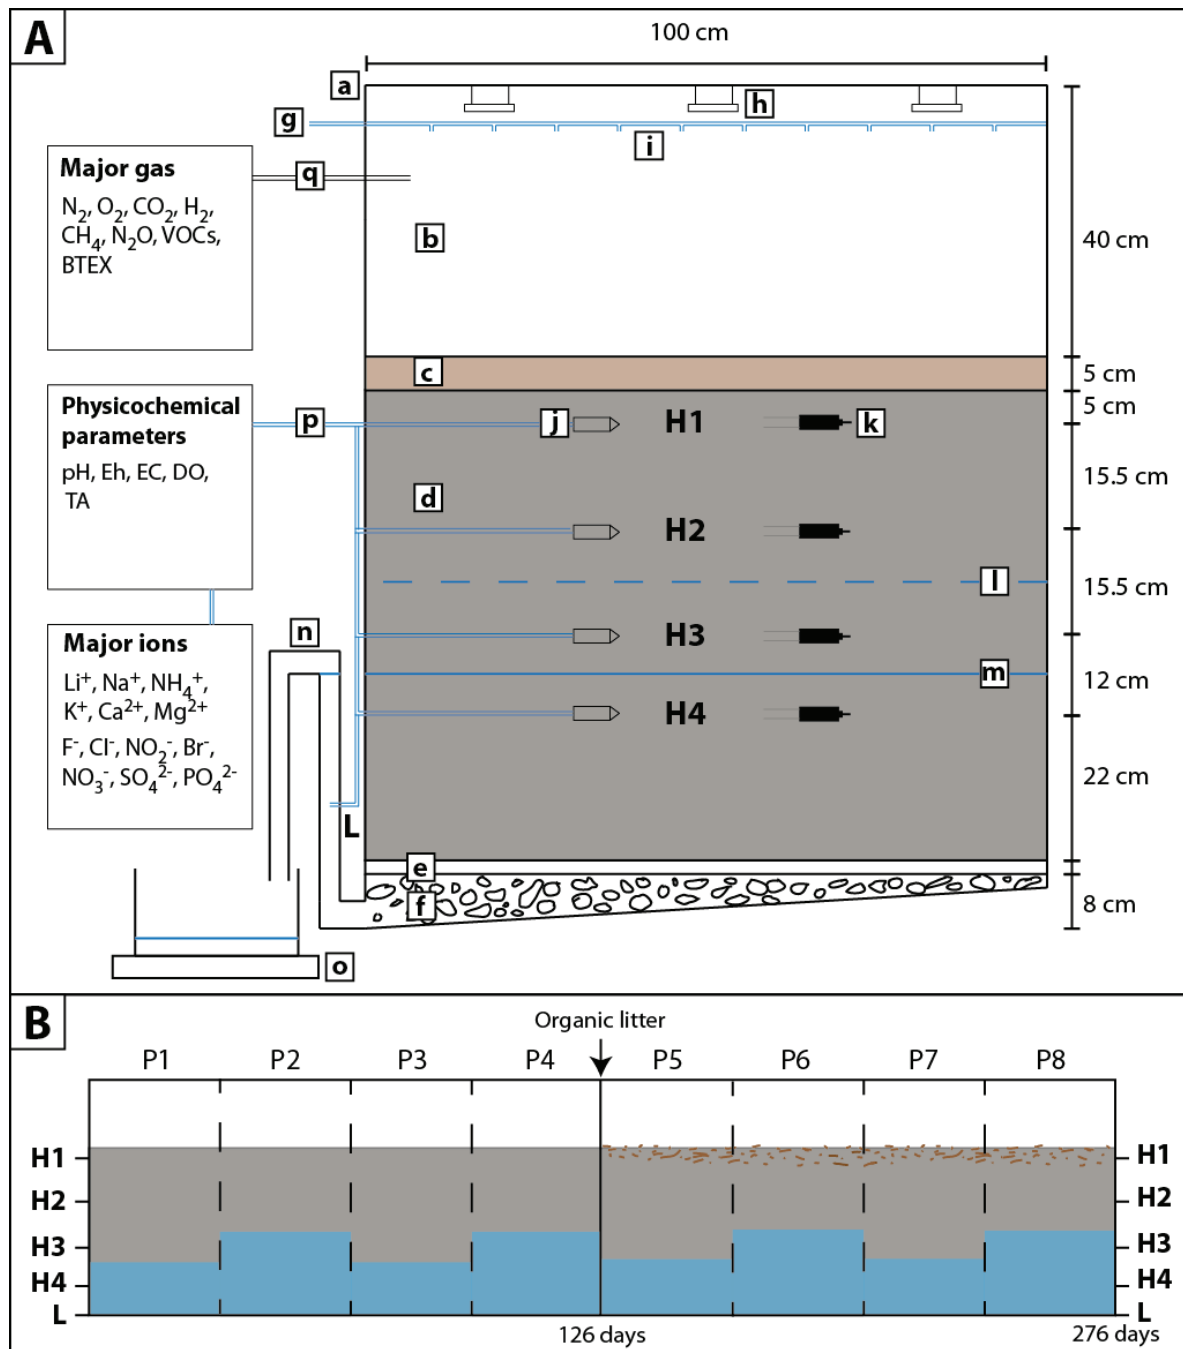 A
100 cm
a
h
g
i
Major gas
N₂, O₂, CO₂, H₂,
CH₄, N₂O, VOCs,
BTEX
q
b
40 cm
c
5 cm
5 cm
Physicochemical
parameters
pH, Eh, EC, DO,
TA
p
j
H1
k
15.5 cm
d
H2
l
15.5 cm
n
Major ions
Li⁺, Na⁺, NH₄⁺,
K⁺, Ca²⁺, Mg²⁺
F⁻, Cl⁻, NO₂⁻, Br⁻,
NO₃⁻, SO₄²⁻, PO₄²⁻
H3
m
12 cm
H4
22 cm
L
e
f
8 cm
o
B
Organic litter
P1 P2 P3 P4 P5 P6 P7 P8
H1 H1
H2 H2
H3 H3
H4 H4
L L
126 days 276 days